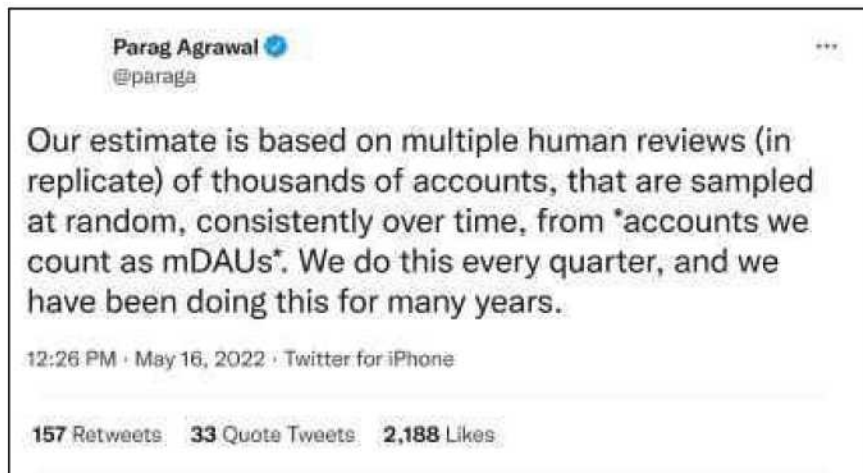 Parag Agrawal
@paraga
Our estimate is based on multiple human reviews (in
replicate) of thousands of accounts, that are sampled
at random, consistently over time, from *accounts we
count as mDAUs*. We do this every quarter, and we
have been doing this for many years.
12:26 PM · May 16, 2022 · Twitter for iPhone
157 Retweets 33 Quote Tweets 2,188 Likes